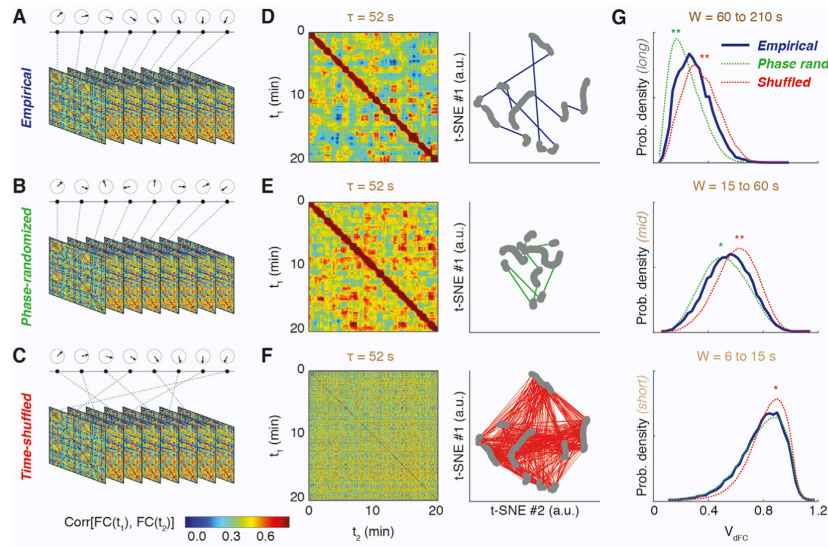 A
Empirical
B
Phase-randomized
C
Time-shuffled
Corr[FC(t1), FC(t2)]
0.0 0.3 0.6
D
τ = 52 s
0
10
20
t1 (min)
t-SNE #1 (a.u.)
E
τ = 52 s
0
10
20
t1 (min)
t-SNE #1 (a.u.)
F
τ = 52 s
0
10
20
t1 (min)
0 10 20
t2 (min)
t-SNE #1 (a.u.)
t-SNE #2 (a.u.)
G
W = 60 to 210 s
Prob. density (long)
**
**
Empirical
Phase rand
Shuffled
W = 15 to 60 s
Prob. density (mid)
*
**
W = 6 to 15 s
Prob. density (short)
*
0 0.4 0.8 1.2
VdFC